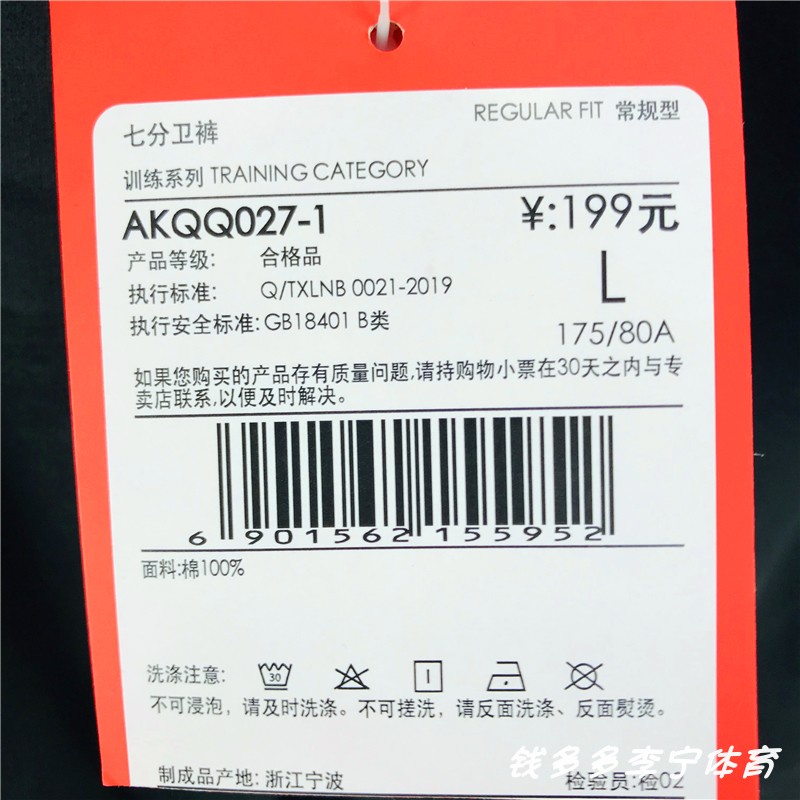 REGULAR FIT 常规型
七分卫裤
训练系列 TRAINING CATEGORY
AKQQ027-1 ¥:199元
产品等级: 合格品
执行标准: Q/TXLNB 0021-2019 L
执行安全标准: GB18401 B类 175/80A
如果您购买的产品存有质量问题,请持购物小票在30天之内与专
卖店联系,以便及时解决。
6 901562 155952
面料:棉100%
洗涤注意: 30
不可浸泡，请及时洗涤。不可搓洗，请反面洗涤、反面熨烫。
制成品产地: 浙江宁波 检验员:检02
钱多多李宁体育